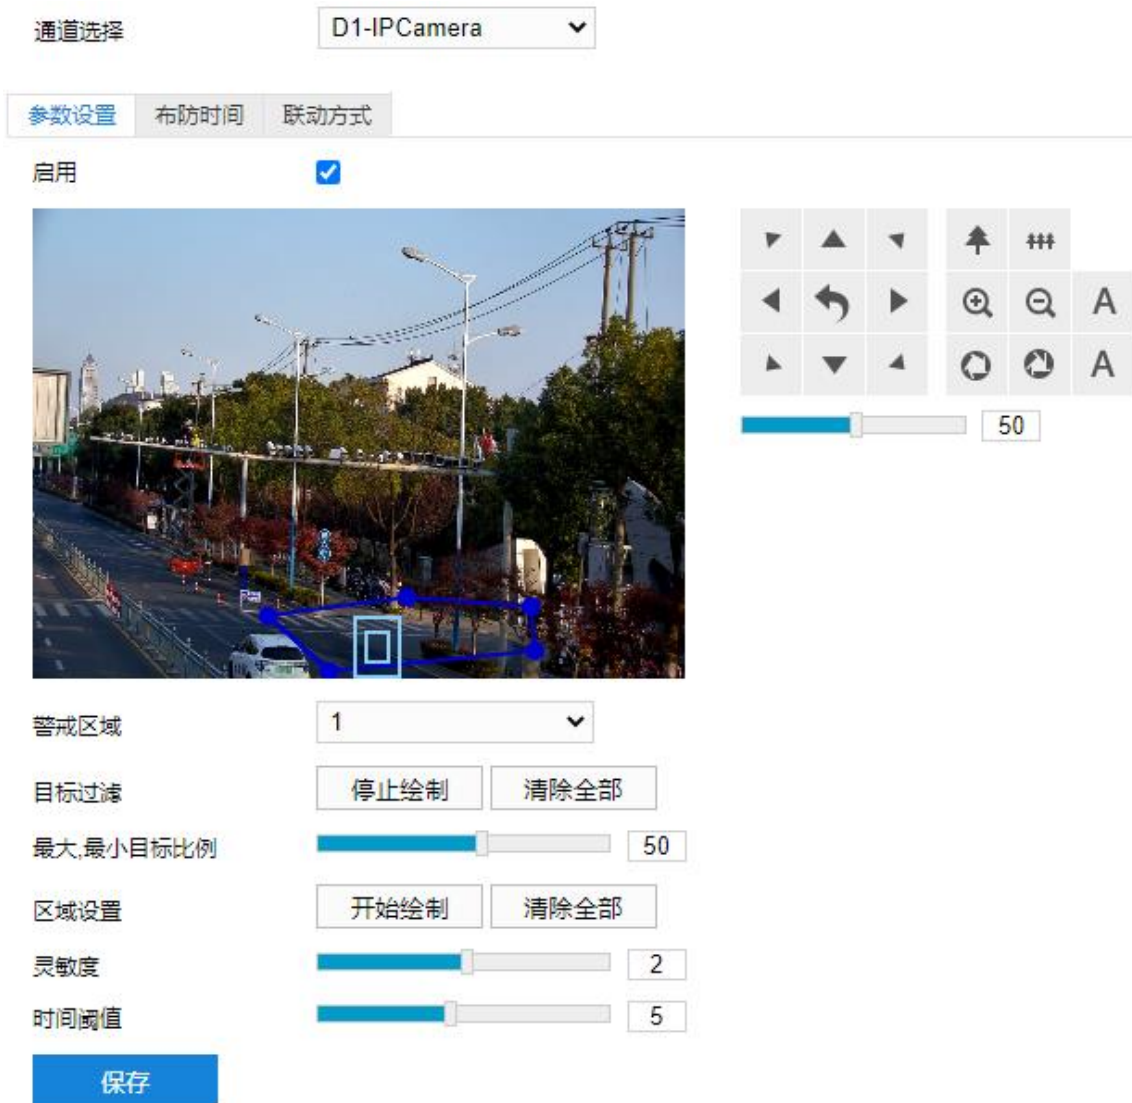 通道选择 D1-IPCamera
参数设置 布防时间 联动方式
启用
A
A
50
警戒区域 1
目标过滤 停止绘制 清除全部
最大,最小目标比例 50
区域设置 开始绘制 清除全部
灵敏度 2
时间阈值 5
保存